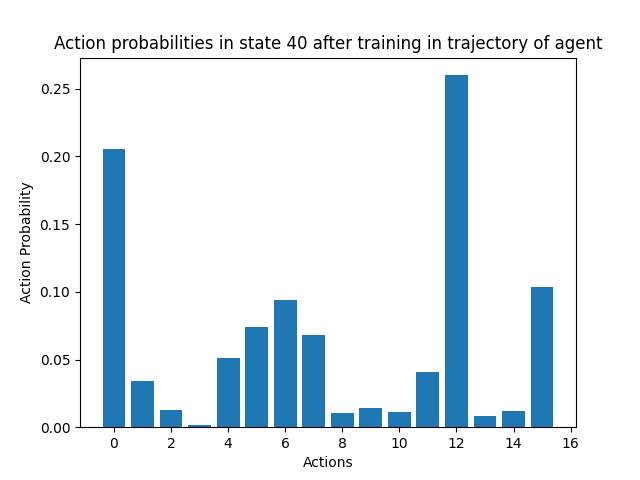 Action probabilities in state 40 after training in trajectory of agent
0.25
0.20
0.15
0.10
0.05
0.00
Action Probability
0 2 4 6 8 10 12 14 16
Actions